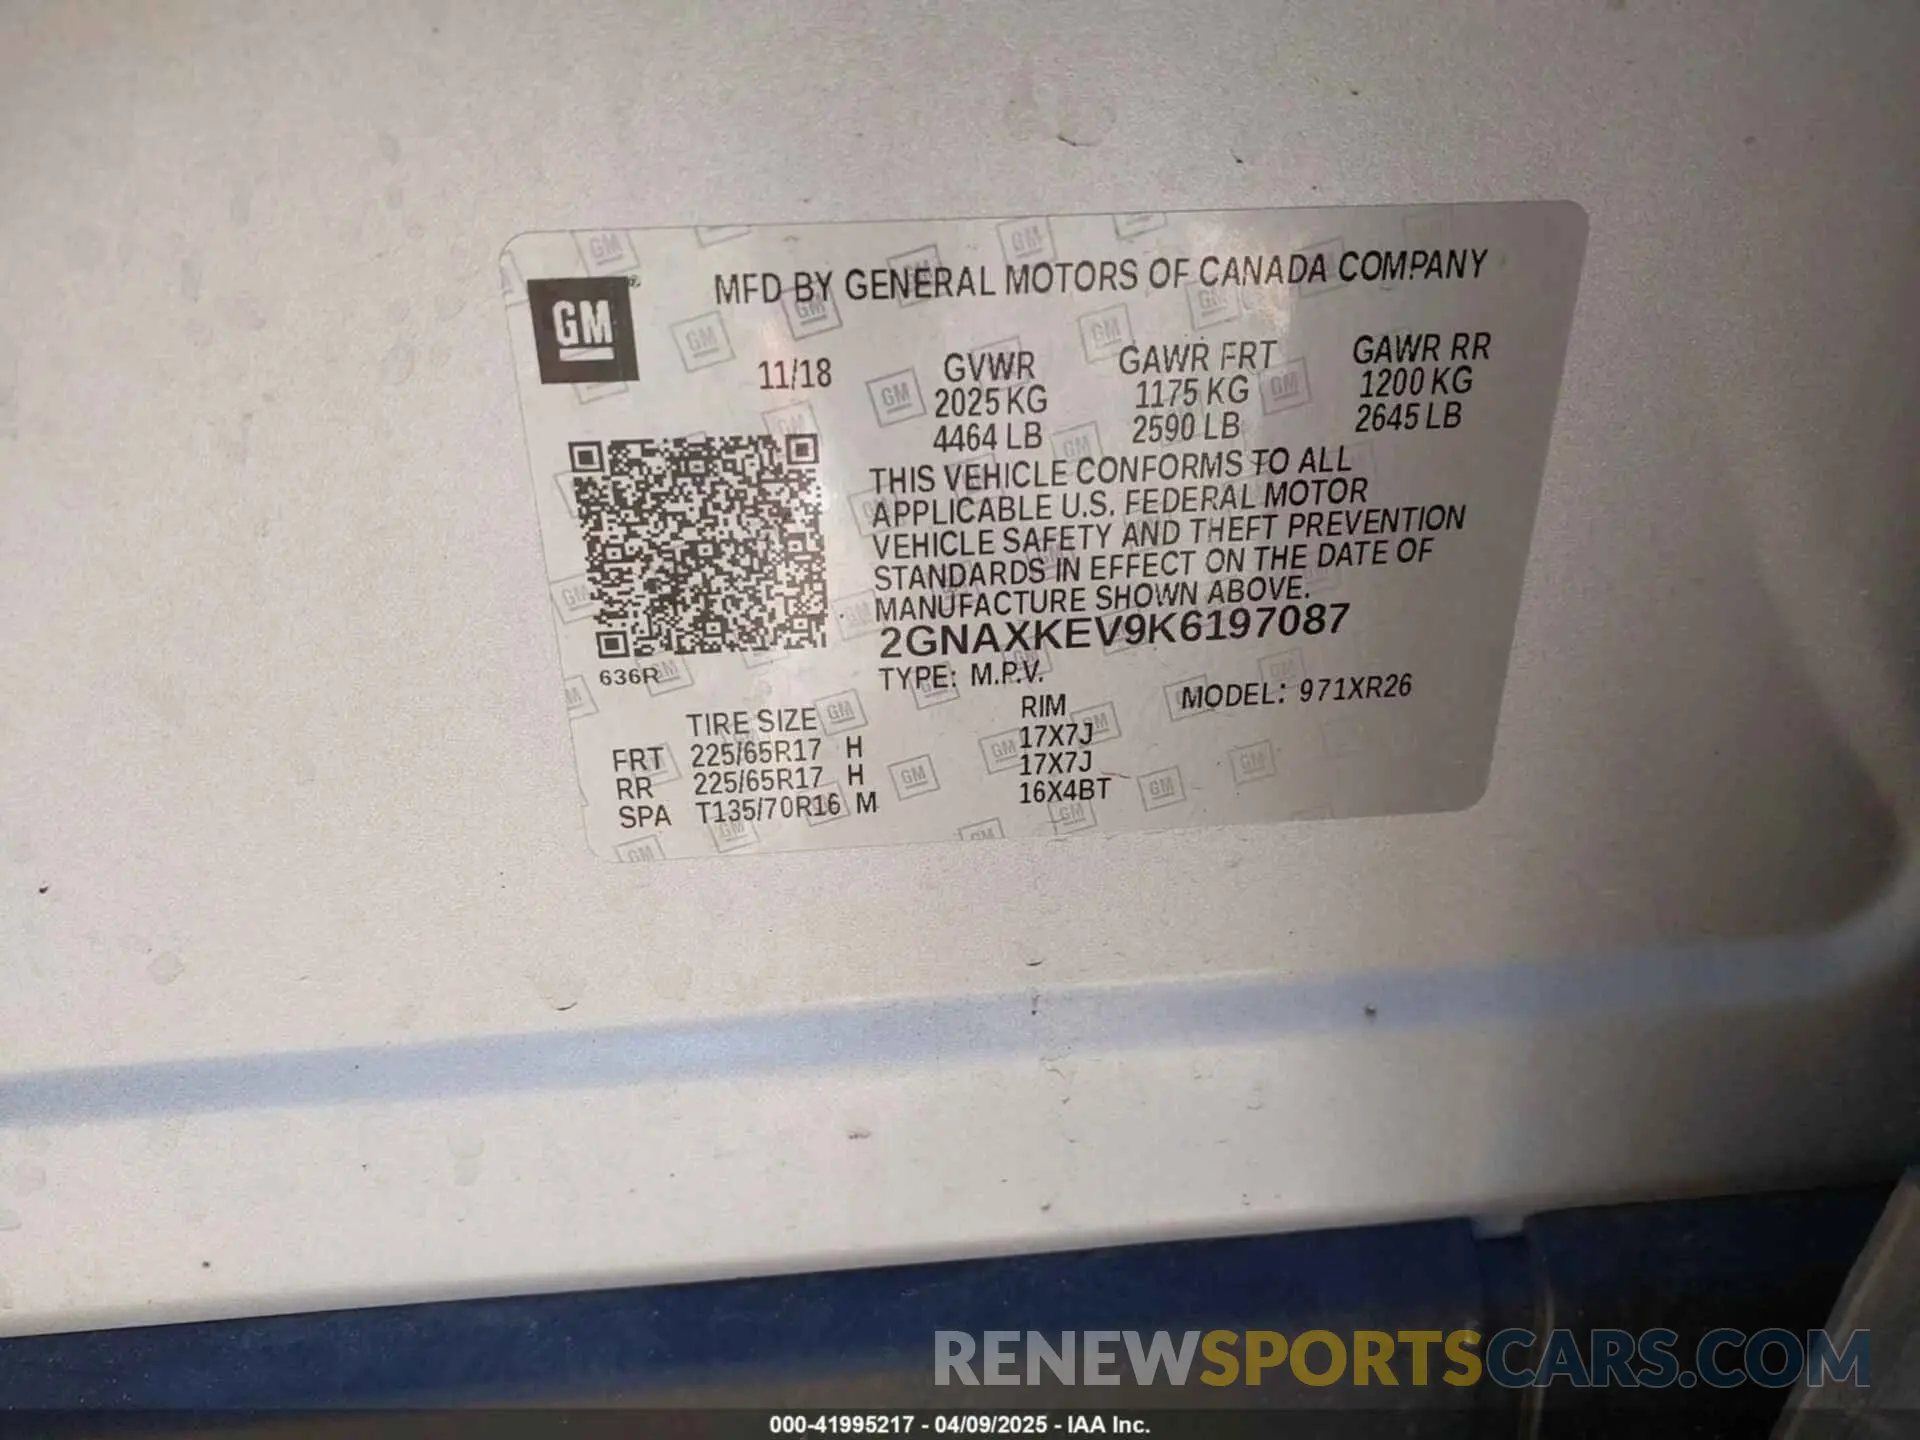 GM
MFD BY GENERAL MOTORS OF CANADA COMPANY
11/18 GVWR GAWR FRT GAWR RR
2025 KG 1175 KG 1200 KG
4464 LB 2590 LB 2645 LB
THIS VEHICLE CONFORMS TO ALL
APPLICABLE U.S. FEDERAL MOTOR
VEHICLE SAFETY AND THEFT PREVENTION
STANDARDS IN EFFECT ON THE DATE OF
MANUFACTURE SHOWN ABOVE.
2GNAXKEV9K6197087
636R
TYPE: M.P.V. MODEL: 971XR26
TIRE SIZE RIM
FRT 225/65R17 H 17X7J
RR 225/65R17 H 17X7J
SPA T135/70R16 M 16X4BT
RENEWSPORTSCARS.COM
000-41995217 - 04/09/2025 - IAA Inc.